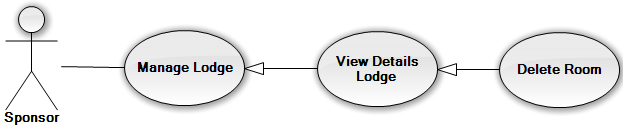 Manage Lodge
View Details
Lodge
Delete Room
Sponsor